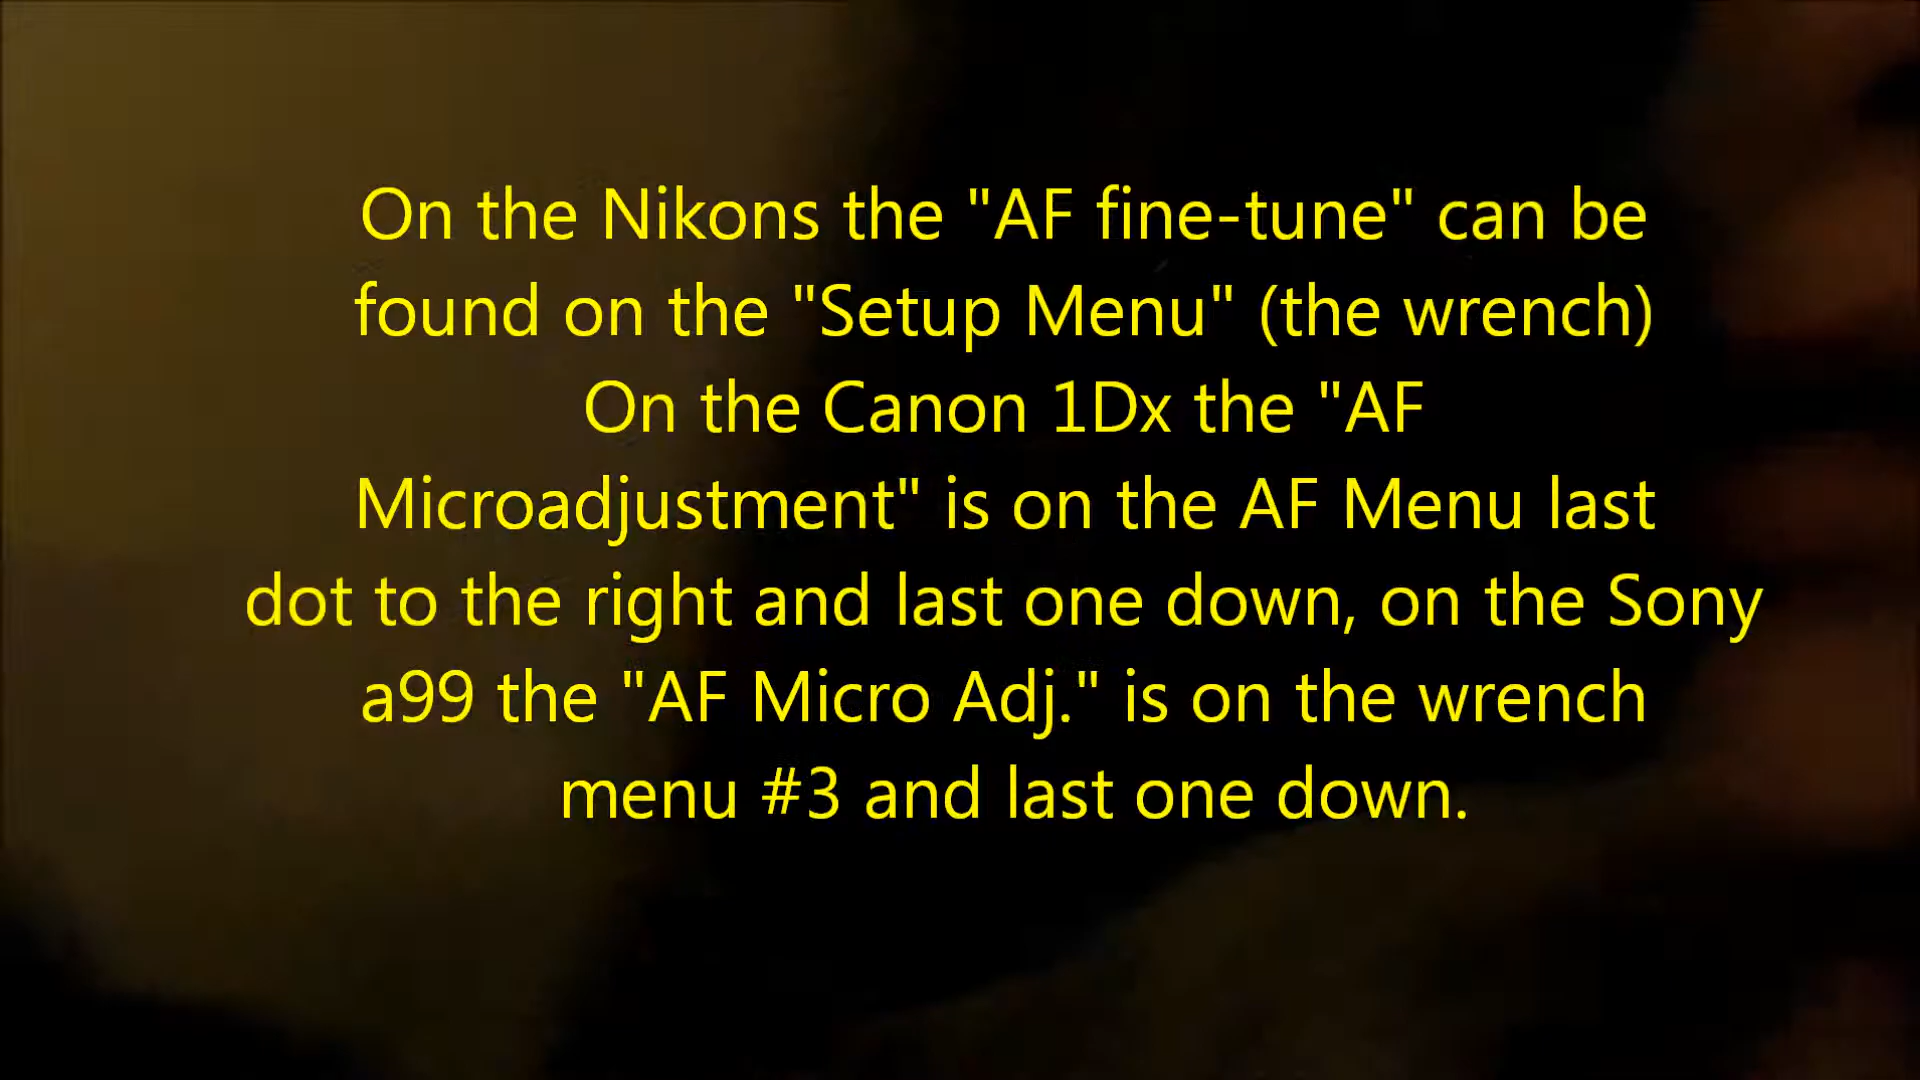 On the Nikons the "AF fine-tune" can be
found on the "Setup Menu" (the wrench)
On the Canon 1Dx the "AF
Microadjustment" is on the AF Menu last
dot to the right and last one down, on the Sony
a99 the "AF Micro Adj." is on the wrench
menu #3 and last one down.